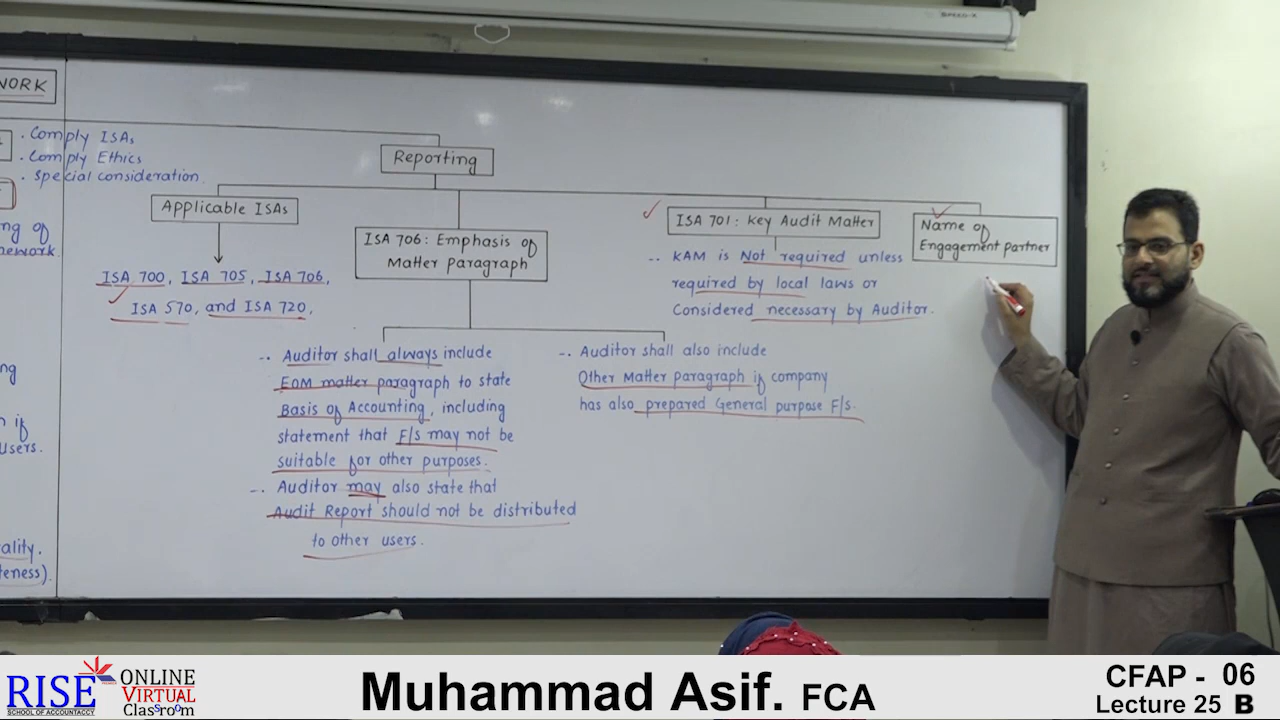 WORK
. Comply ISAs
. Comply Ethics
. Special consideration.
ng of
nework.
ng
n if
users.
ality.
teness).
Reporting
Applicable ISAs
ISA 700, ISA 705, ISA 706,
ISA 570, and ISA 720,
ISA 706: Emphasis of
Matter Paragraph
-. Auditor shall always include
EOM matter paragraph to state
Basis of Accounting, including
statement that F/s may not be
suitable for other purposes.
-. Auditor may also state that
Audit Report should not be distributed
to other users.
-. Auditor shall also include
Other Matter paragraph if company
has also prepared General purpose F/s.
ISA 701: Key Audit Matter
-. KAM is Not required unless
required by local laws or
Considered necessary by Auditor.
Name of
Engagement partner
RISE
SCHOOL OF ACCOUNTANCY
ONLINE
VIRTUAL
Classroom
Muhammad Asif. FCA
CFAP - 06
Lecture 25 B